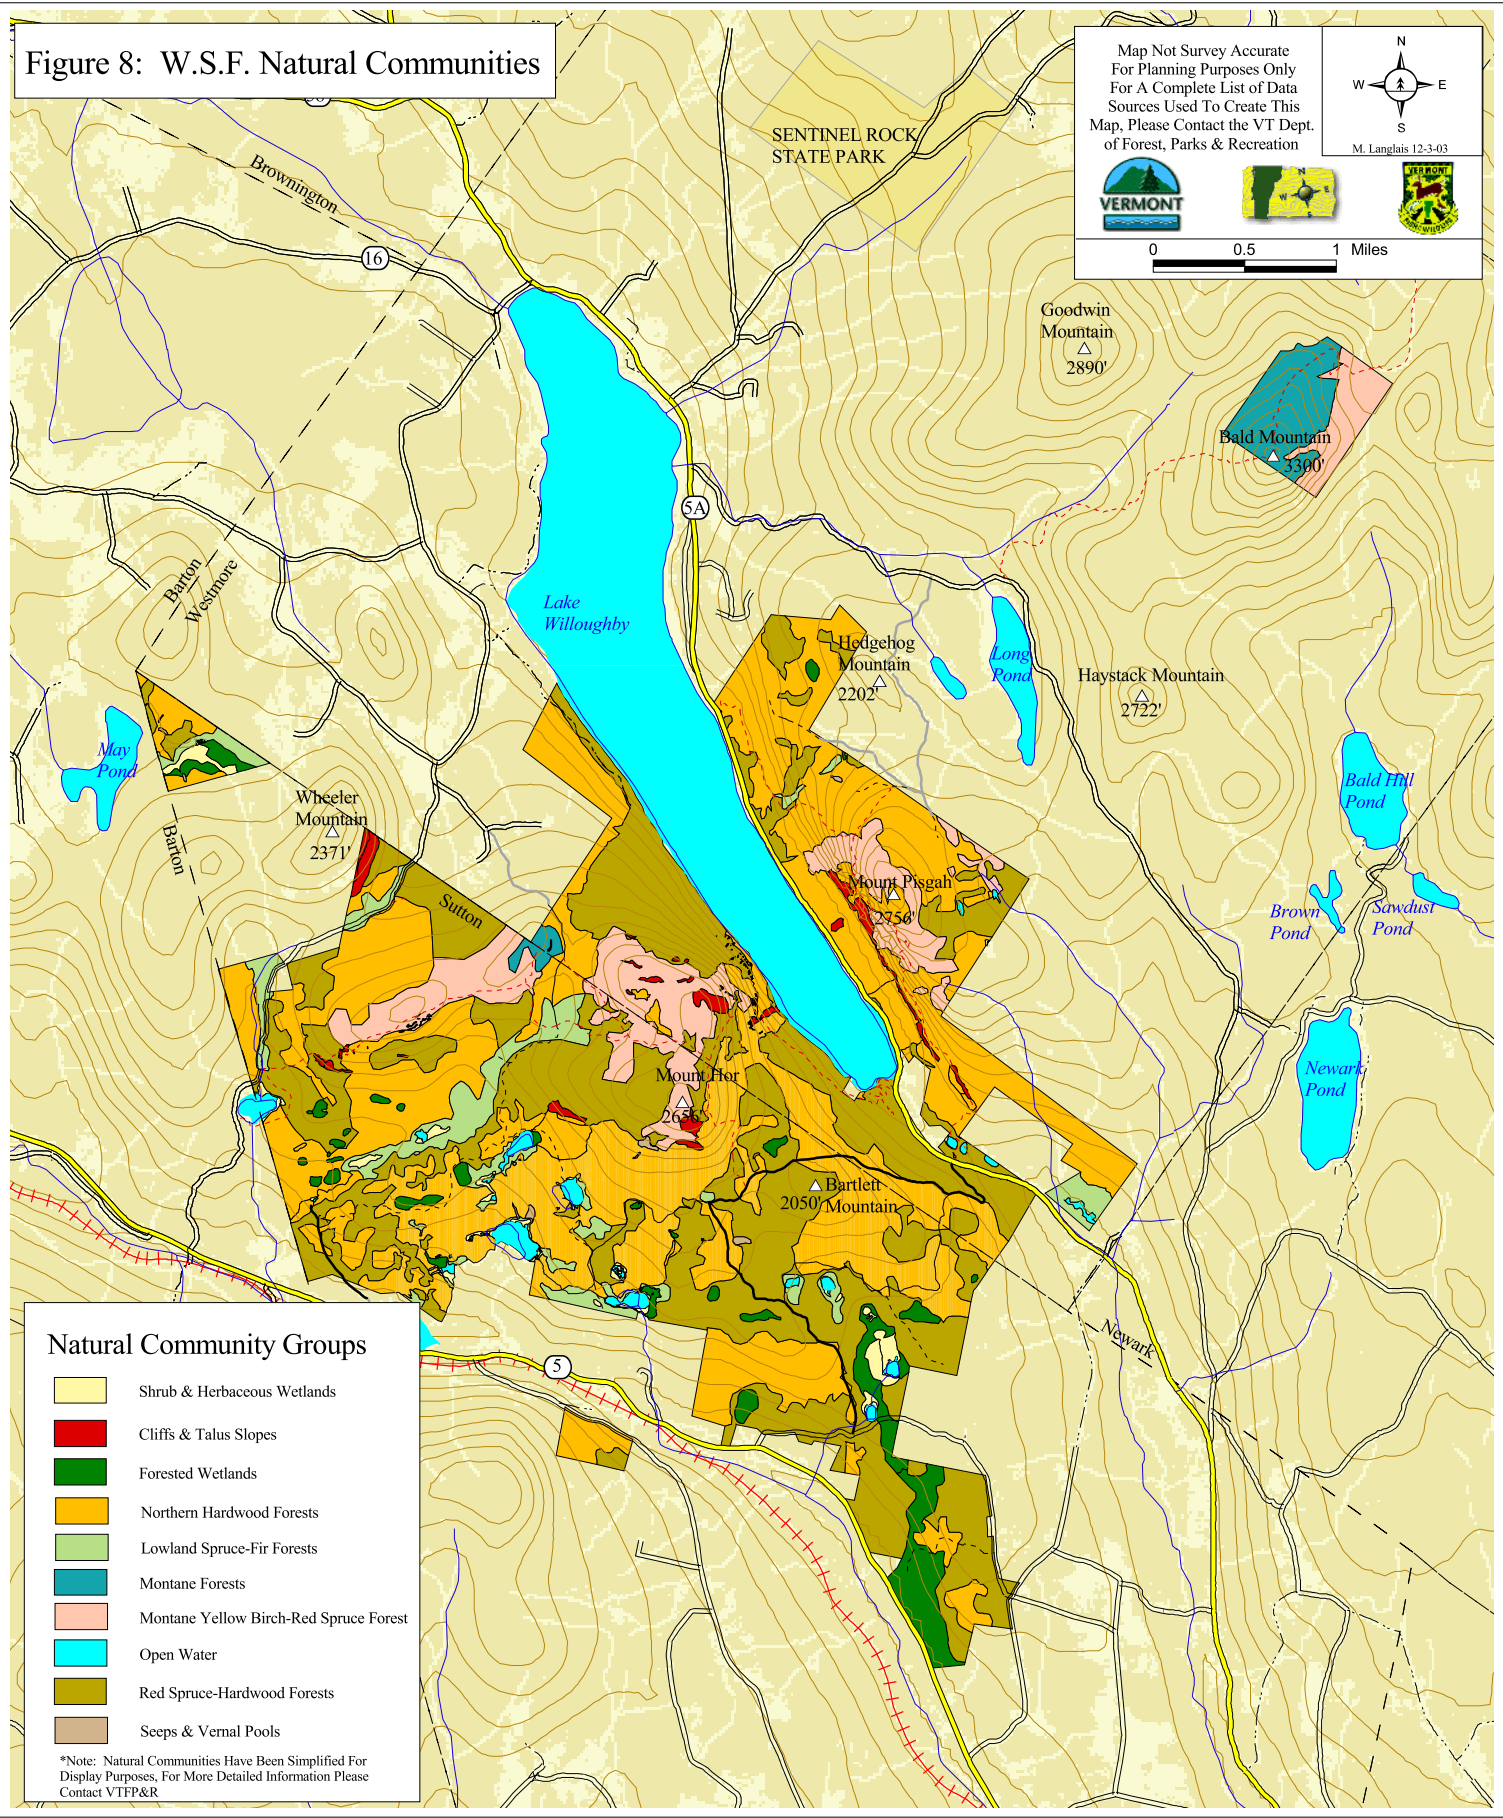 Figure 8: W.S.F. Natural Communities
Map Not Survey Accurate
For Planning Purposes Only
For A Complete List of Data
Sources Used To Create This
Map, Please Contact the VT Dept.
of Forest, Parks & Recreation
N
W
E
S
M. Langlais 12-3-03
VERMONT
N
W
E
VERMONT
0
0.5
1
Miles
SENTINEL ROCK
STATE PARK
Brownington
16
Goodwin
Mountain
2890'
Bald Mountain
3300'
5A
Barton
Westmore
Lake
Willoughby
Hedgehog
Mountain
2202'
Long
Pond
Haystack Mountain
2722'
May
Pond
Bald Hill
Pond
Wheeler
Mountain
2371'
Barton
Sutton
Mount Pisgah
2756'
Brown
Pond
Sawdust
Pond
Mount Hor
2656'
Newark
Pond
Bartlett
Mountain
2050'
Newark
5
Natural Community Groups
Shrub & Herbaceous Wetlands
Cliffs & Talus Slopes
Forested Wetlands
Northern Hardwood Forests
Lowland Spruce-Fir Forests
Montane Forests
Montane Yellow Birch-Red Spruce Forest
Open Water
Red Spruce-Hardwood Forests
Seeps & Vernal Pools
*Note: Natural Communities Have Been Simplified For
Display Purposes, For More Detailed Information Please
Contact VTFP&R